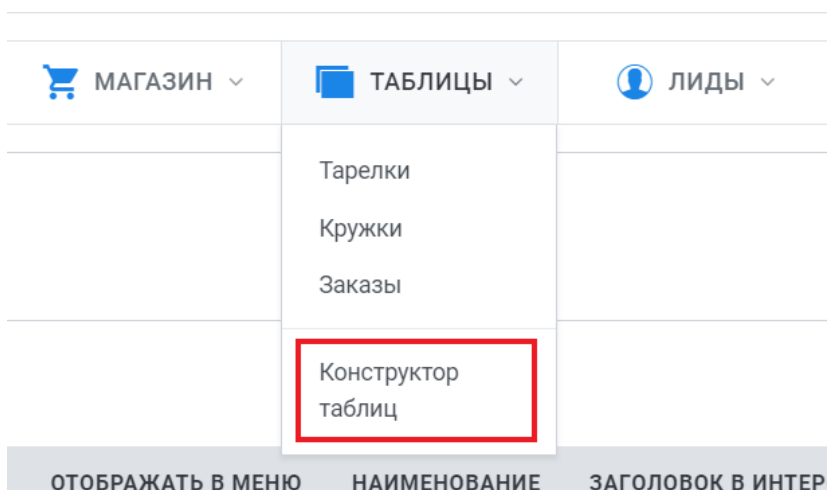 МАГАЗИН ТАБЛИЦЫ ЛИДЫ
Тарелки
Кружки
Заказы
Конструктор
таблиц
ОТОБРАЖАТЬ В МЕНЮ НАИМЕНОВАНИЕ ЗАГОЛОВОК В ИНТЕР